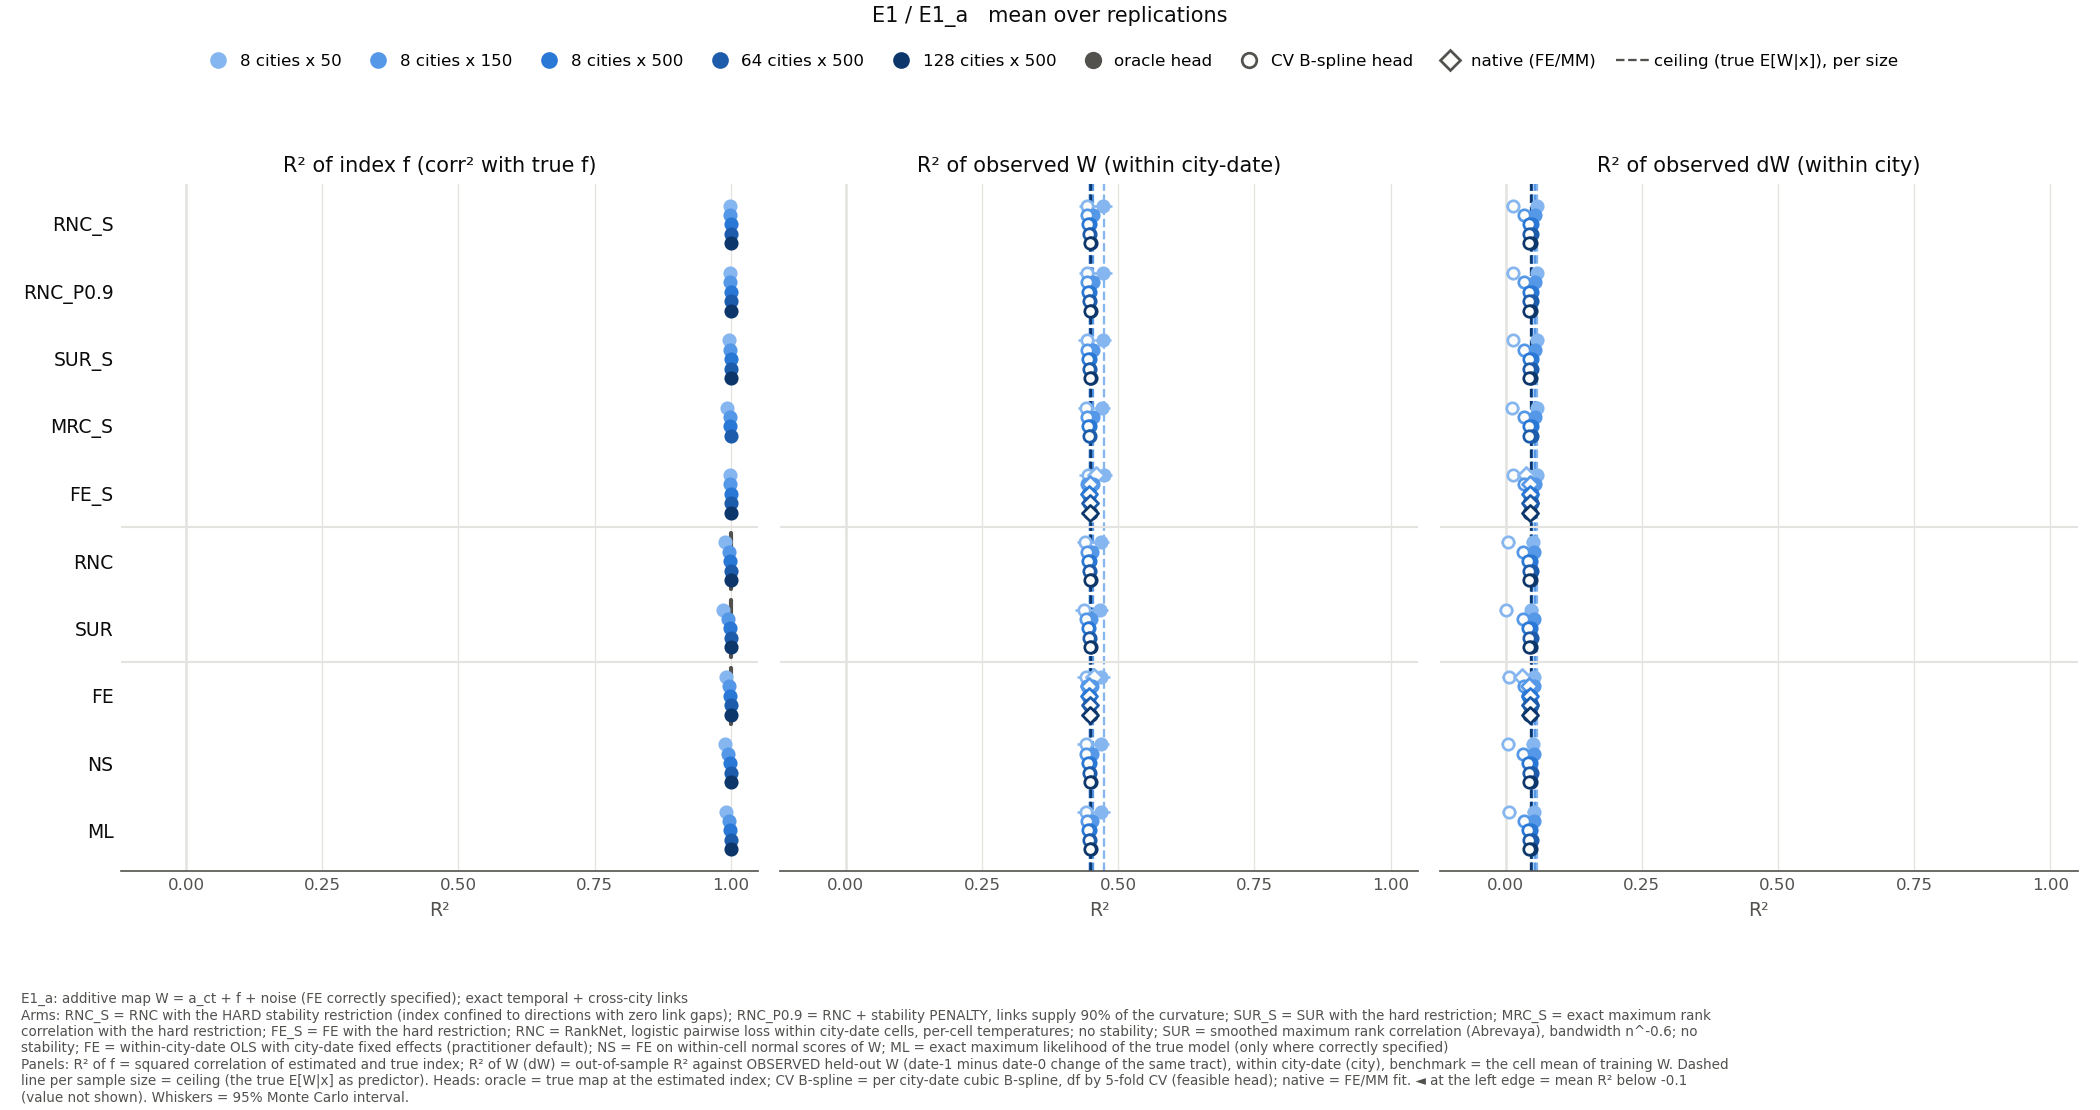 E1 / E1_a   mean over replications
8 cities x 50
8 cities x 150
8 cities x 500
64 cities x 500
128 cities x 500
oracle head
CV B-spline head
native (FE/MM)
ceiling (true E[W|x]), per size
R² of index f (corr² with true f)
R² of observed W (within city-date)
R² of observed dW (within city)
RNC_S
RNC_P0.9
SUR_S
MRC_S
FE_S
RNC
SUR
FE
NS
ML
0.00 0.25 0.50 0.75 1.00
R²
0.00 0.25 0.50 0.75 1.00
R²
0.00 0.25 0.50 0.75 1.00
R²
E1_a: additive map W = a_ct + f + noise (FE correctly specified); exact temporal + cross-city links
Arms: RNC_S = RNC with the HARD stability restriction (index confined to directions with zero link gaps); RNC_P0.9 = RNC + stability PENALTY, links supply 90% of the curvature; SUR_S = SUR with the hard restriction; MRC_S = exact maximum rank
correlation with the hard restriction; FE_S = FE with the hard restriction; RNC = RankNet, logistic pairwise loss within city-date cells, per-cell temperatures; no stability; SUR = smoothed maximum rank correlation (Abrevaya), bandwidth n^-0.6; no
stability; FE = within-city-date OLS with city-date fixed effects (practitioner default); NS = FE on within-cell normal scores of W; ML = exact maximum likelihood of the true model (only where correctly specified)
Panels: R² of f = squared correlation of estimated and true index; R² of W (dW) = out-of-sample R² against OBSERVED held-out W (date-1 minus date-0 change of the same tract), within city-date (city), benchmark = the cell mean of training W. Dashed
line per sample size = ceiling (the true E[W|x] as predictor). Heads: oracle = true map at the estimated index; CV B-spline = per city-date cubic B-spline, df by 5-fold CV (feasible head); native = FE/MM fit. ◄ at the left edge = mean R² below -0.1
(value not shown). Whiskers = 95% Monte Carlo interval.